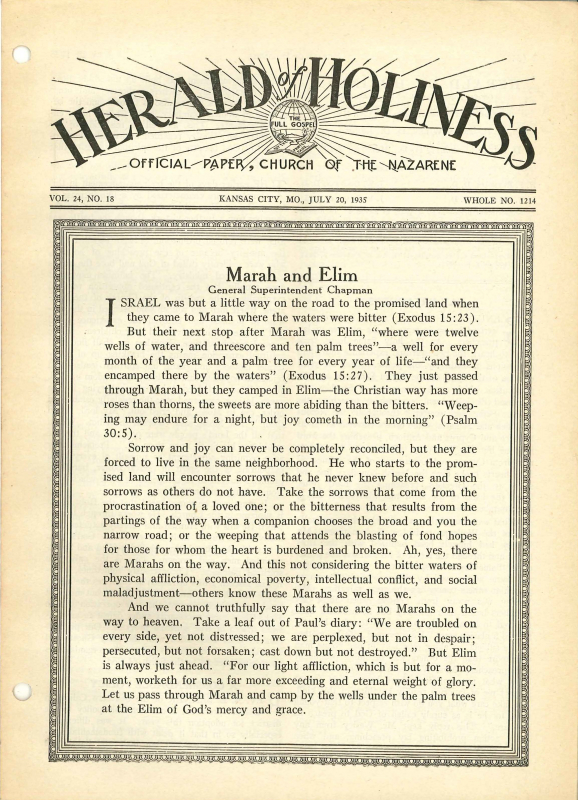 HERALD of HOLINESS
THE
FULL GOSPEL
OFFICIAL PAPER, CHURCH OF THE NAZARENE
VOL. 24, NO. 18 KANSAS CITY, MO., JULY 20, 1935 WHOLE NO. 1214
Marah and Elim
General Superintendent Chapman
ISRAEL was but a little way on the road to the promised land when
they came to Marah where the waters were bitter (Exodus 15:23).
But their next stop after Marah was Elim, “where were twelve
wells of water, and threescore and ten palm trees”—a well for every
month of the year and a palm tree for every year of life—“and they
encamped there by the waters” (Exodus 15:27). They just passed
through Marah, but they camped in Elim—the Christian way has more
roses than thorns, the sweets are more abiding than the bitters. “Weep-
ing may endure for a night, but joy cometh in the morning” (Psalm
30:5).
Sorrow and joy can never be completely reconciled, but they are
forced to live in the same neighborhood. He who starts to the prom-
ised land will encounter sorrows that he never knew before and such
sorrows as others do not have. Take the sorrows that come from the
procrastination of a loved one; or the bitterness that results from the
partings of the way when a companion chooses the broad and you the
narrow road; or the weeping that attends the blasting of fond hopes
for those for whom the heart is burdened and broken. Ah, yes, there
are Marahs on the way. And this not considering the bitter waters of
physical affliction, economical poverty, intellectual conflict, and social
maladjustment—others know these Marahs as well as we.
And we cannot truthfully say that there are no Marahs on the
way to heaven. Take a leaf out of Paul's diary: “We are troubled on
every side, yet not distressed; we are perplexed, but not in despair;
persecuted, but not forsaken; cast down but not destroyed.” But Elim
is always just ahead. “For our light affliction, which is but for a mo-
ment, worketh for us a far more exceeding and eternal weight of glory.
Let us pass through Marah and camp by the wells under the palm trees
at the Elim of God's mercy and grace.